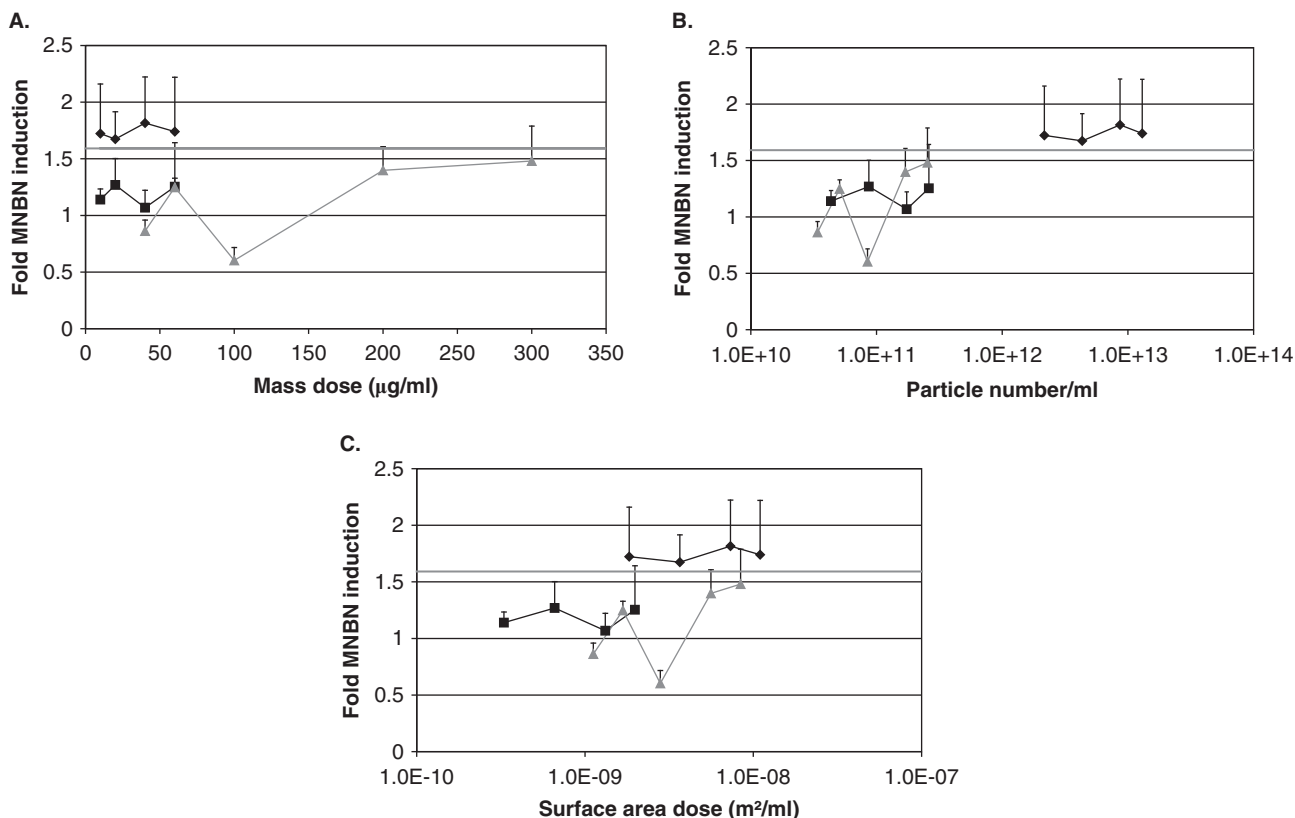 A.
Fold MNBN induction
2.5
2
1.5
1
0.5
0
0 50 100 150 200 250 300 350
Mass dose (μg/ml)
B.
Fold MNBN induction
2.5
2
1.5
1
0.5
0
1.0E+10 1.0E+11 1.0E+12 1.0E+13 1.0E+14
Particle number/ml
C.
Fold MNBN induction
2.5
2
1.5
1
0.5
0
1.0E-10 1.0E-09 1.0E-08 1.0E-07
Surface area dose (m²/ml)